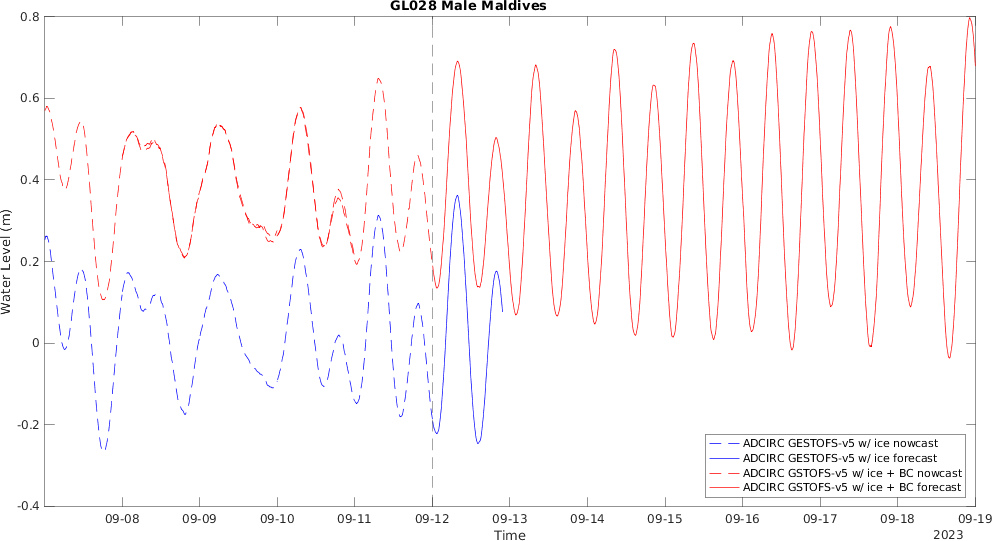 GL028 Male Maldives
0.8
0.6
0.4
0.2
0
-0.2
-0.4
Water Level (m)
ADCIRC GESTOFS-v5 w/ ice nowcast
ADCIRC GESTOFS-v5 w/ ice forecast
ADCIRC GSTOFS-v5 w/ ice + BC nowcast
ADCIRC GSTOFS-v5 w/ ice + BC forecast
09-08 09-09 09-10 09-11 09-12 09-13 09-14 09-15 09-16 09-17 09-18 09-19
Time
2023